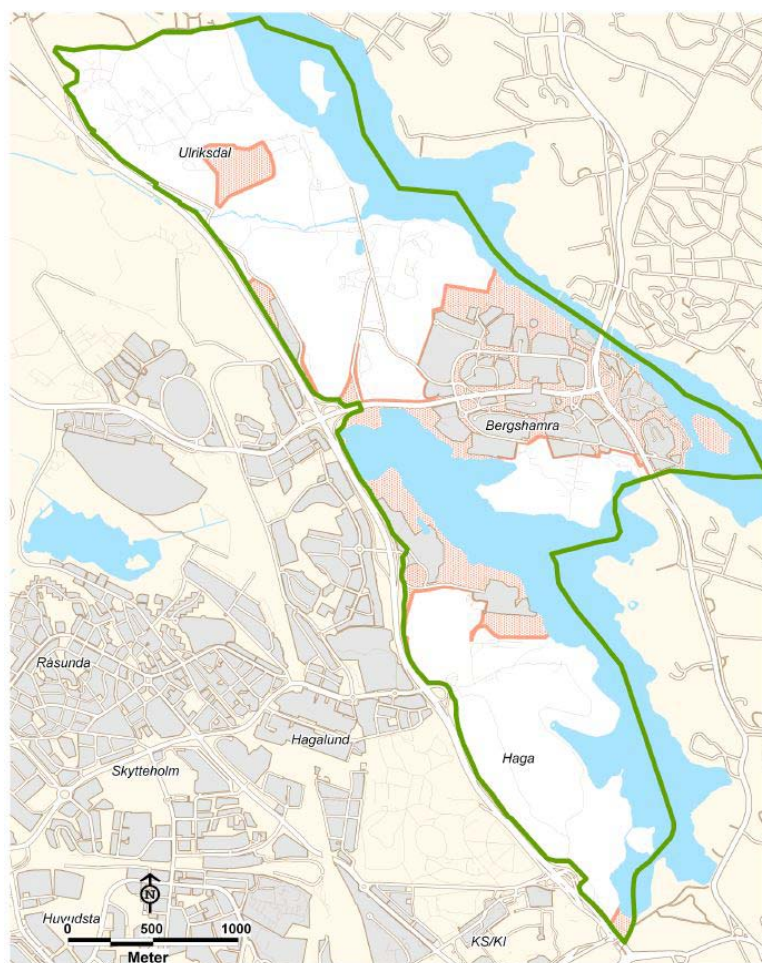 Ulriksdal
Bergshamra
Råsunda
Hagalund
Haga
Skytteholm
Huvudsta
N
0 500 1000
Meter
KS/KI